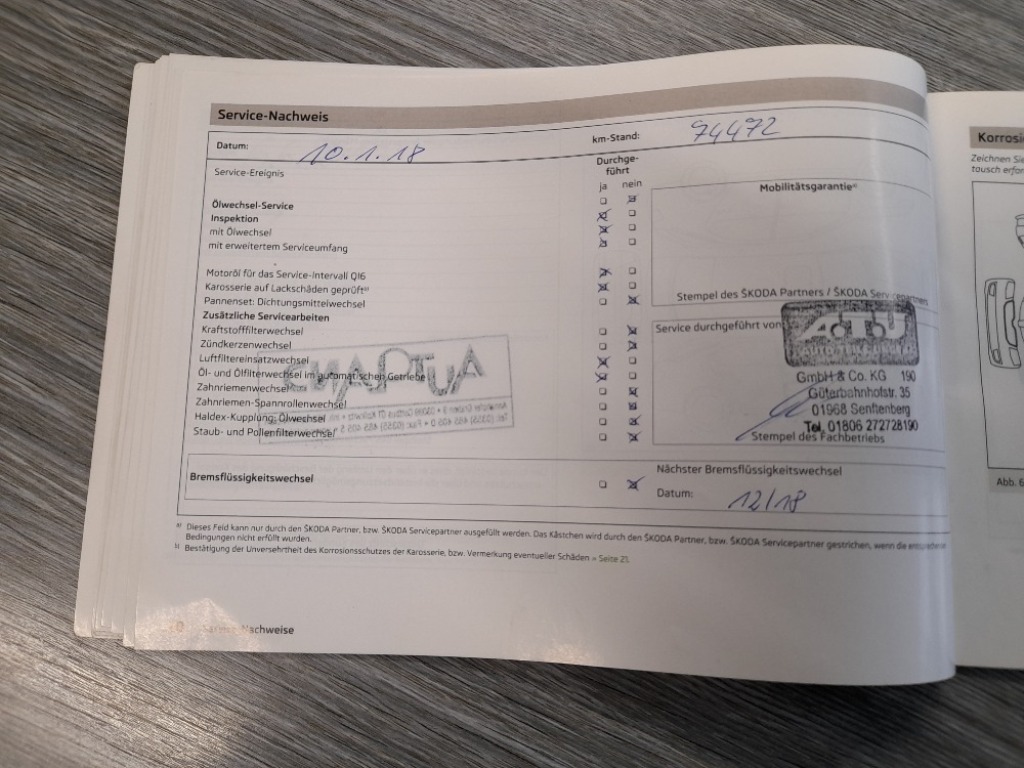 Service-Nachweis
Datum: 10.1.18
km-Stand: 74472
Service-Ereignis
Durchge-
führt
ja nein
Mobilitätsgarantie a)
Ölwechsel-Service
Inspektion
mit Ölwechsel
mit erweitertem Serviceumfang
Motoröl für das Service-Intervall QI6
Karosserie auf Lackschäden geprüft b)
Pannenset: Dichtungsmittelwechsel
Stempel des ŠKODA Partners / ŠKODA Servicepartners
Zusätzliche Servicearbeiten
Kraftstofffilterwechsel
Zündkerzenwechsel
Luftfiltereinsatzwechsel
Öl- und Ölfilterwechsel im automatischen Getriebe
Zahnriemenwechsel
Zahnriemen-Spannrollenwechsel
Haldex-Kupplung: Ölwechsel
Staub- und Pollenfilterwechsel
Service durchgeführt von
A.T.U
GmbH & Co. KG 190
Güterbahnhofstr. 35
01968 Senftenberg
Tel. 01806 272728190
Stempel des Fachbetriebs
AUTORAND
Bremsflüssigkeitswechsel
Nächster Bremsflüssigkeitswechsel
Datum: 12/18
a) Dieses Feld kann nur durch den ŠKODA Partner, bzw. ŠKODA Servicepartner ausgefüllt werden. Das Kästchen wird durch den ŠKODA Partner, bzw. ŠKODA Servicepartner gestrichen, wenn die
Bedingungen nicht erfüllt wurden.
b) Bestätigung der Unversehrtheit des Korrosionsschutzes der Karosserie, bzw. Vermerkung eventueller Schäden » Seite 21.
Nachweise
Korrosi
Zeichnen Sie
tausch erfor
Abb. 6